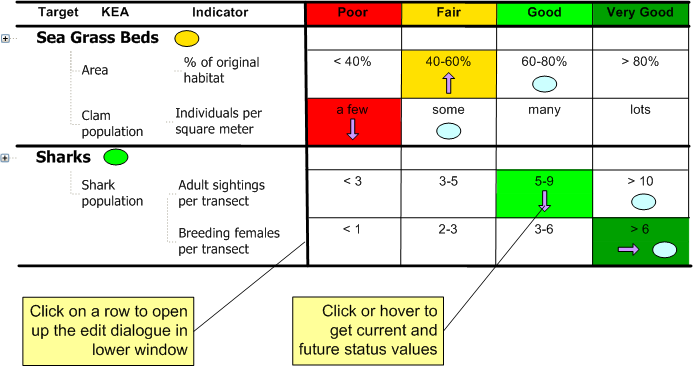 Target KEA Indicator Poor Fair Good Very Good
Sea Grass Beds
Area % of original habitat < 40% 40-60% 60-80% > 80%
Clam population Individuals per square meter a few some many lots
Sharks
Shark population Adult sightings per transect < 3 3-5 5-9 > 10
Breeding females per transect < 1 2-3 3-6 > 6
Click on a row to open
up the edit dialogue in
lower window
Click or hover to
get current and
future status values